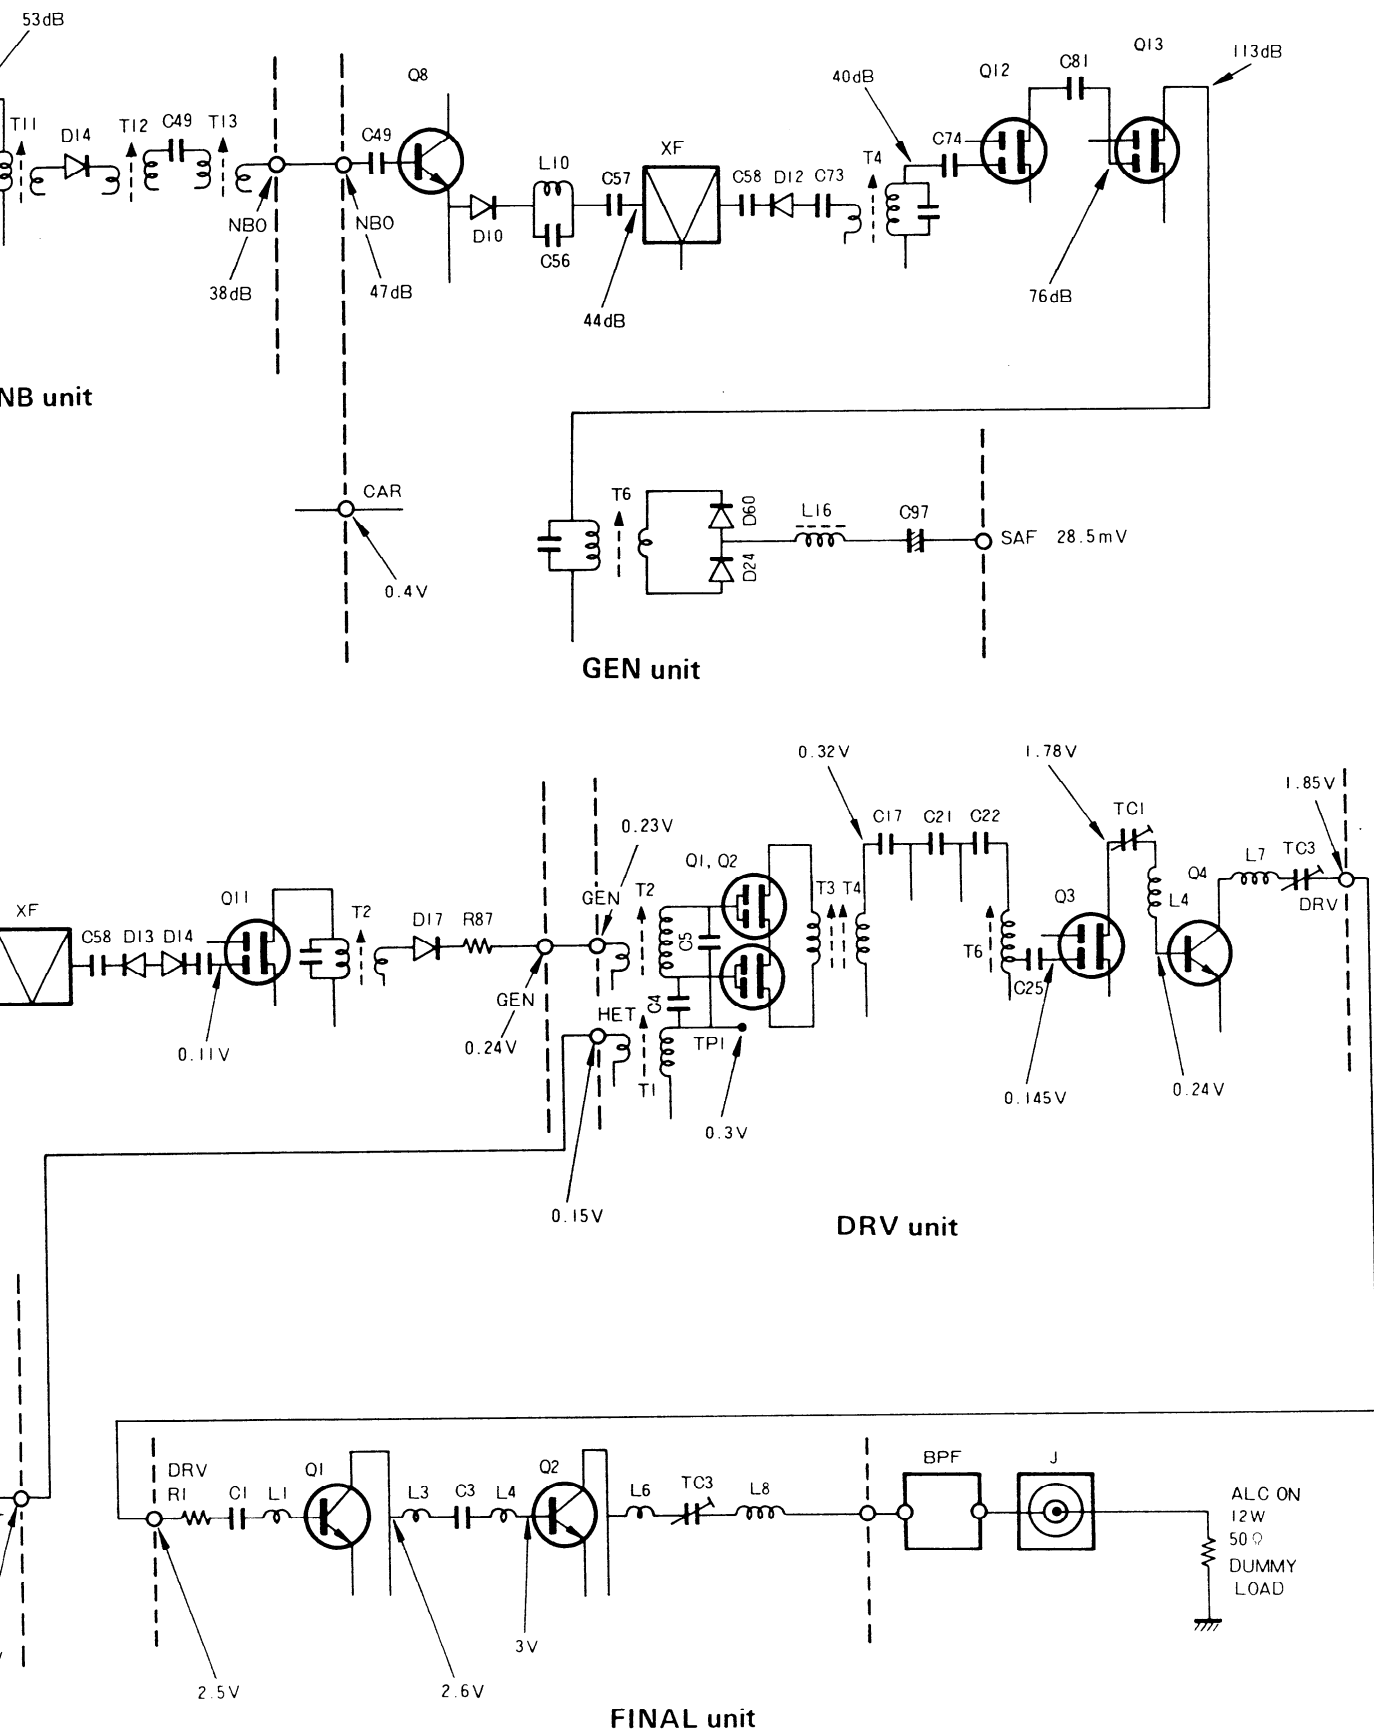 53dB
T11
D14
T12
C49
T13
C49
Q8
L10
C57
XF
C58
D12
C73
T4
40dB
C74
Q12
C81
Q13
113dB
NBO
NBO
D10
C56
38dB
47dB
44dB
76dB
NB unit
CAR
0.4V
T6
D60
D24
L16
C97
SAF 28.5mV
GEN unit
0.32V
1.78V
1.85V
0.23V
TC1
C17
C21
C22
Q1, Q2
L7
TC3
Q4
XF
Q11
T2
D17
R87
GEN
T2
T3
T4
Q3
L4
DRV
C58
D13
D14
C5
T6
C25
GEN
HET
C4
0.11V
0.24V
TP1
T1
0.145V
0.24V
0.3V
0.15V
DRV unit
DRV
R1
C1
L1
Q1
L3
C3
L4
Q2
L6
TC3
L8
BPF
J
ALC ON
12W
50Ω
DUMMY
LOAD
3V
2.5V
2.6V
FINAL unit